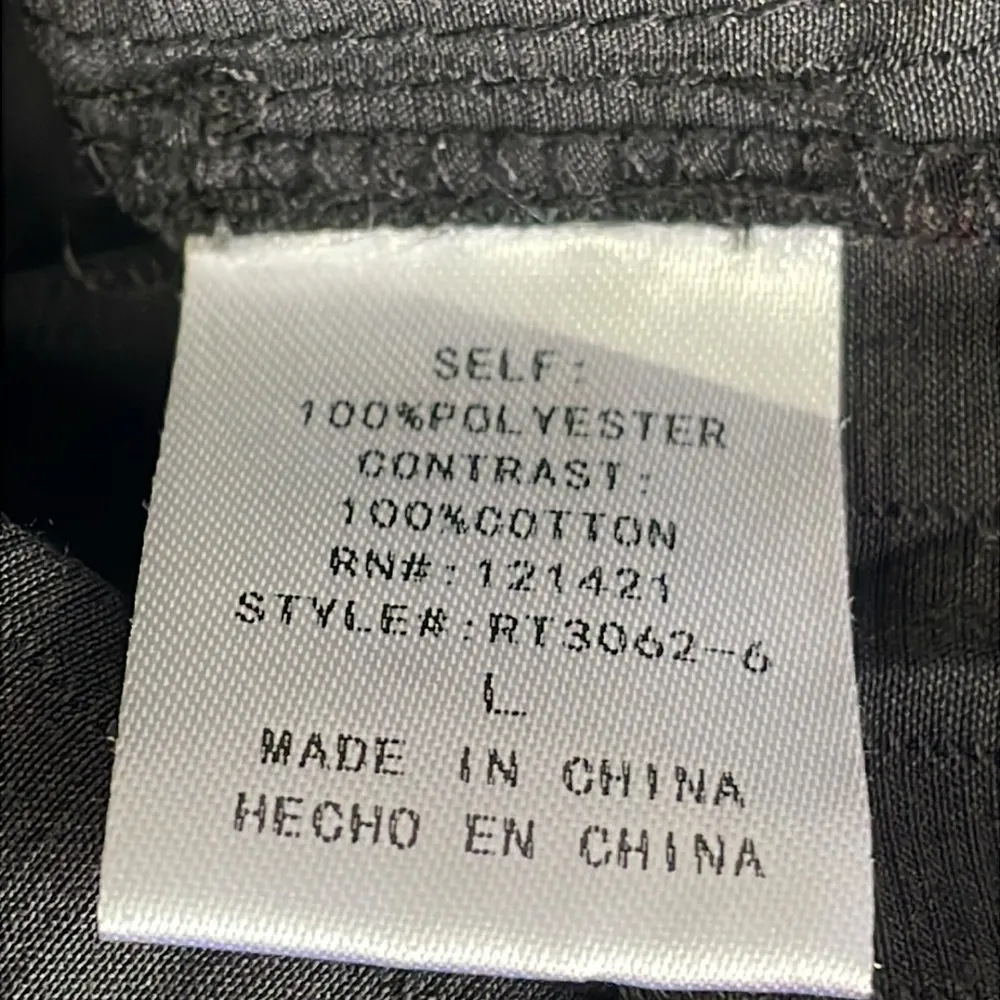 SELF:
100%POLYESTER
CONTRAST:
100%COTTON
RN#:121421
STYLE#:RT3062-6
L
MADE IN CHINA
HECHO EN CHINA